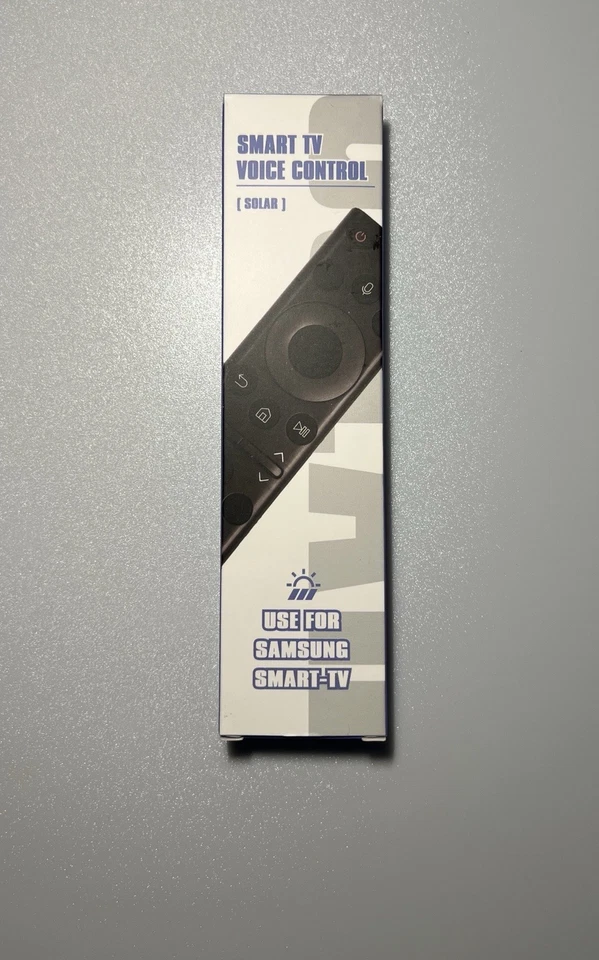 SMART TV
VOICE CONTROL
[ SOLAR ]
USE FOR
SAMSUNG
SMART-TV